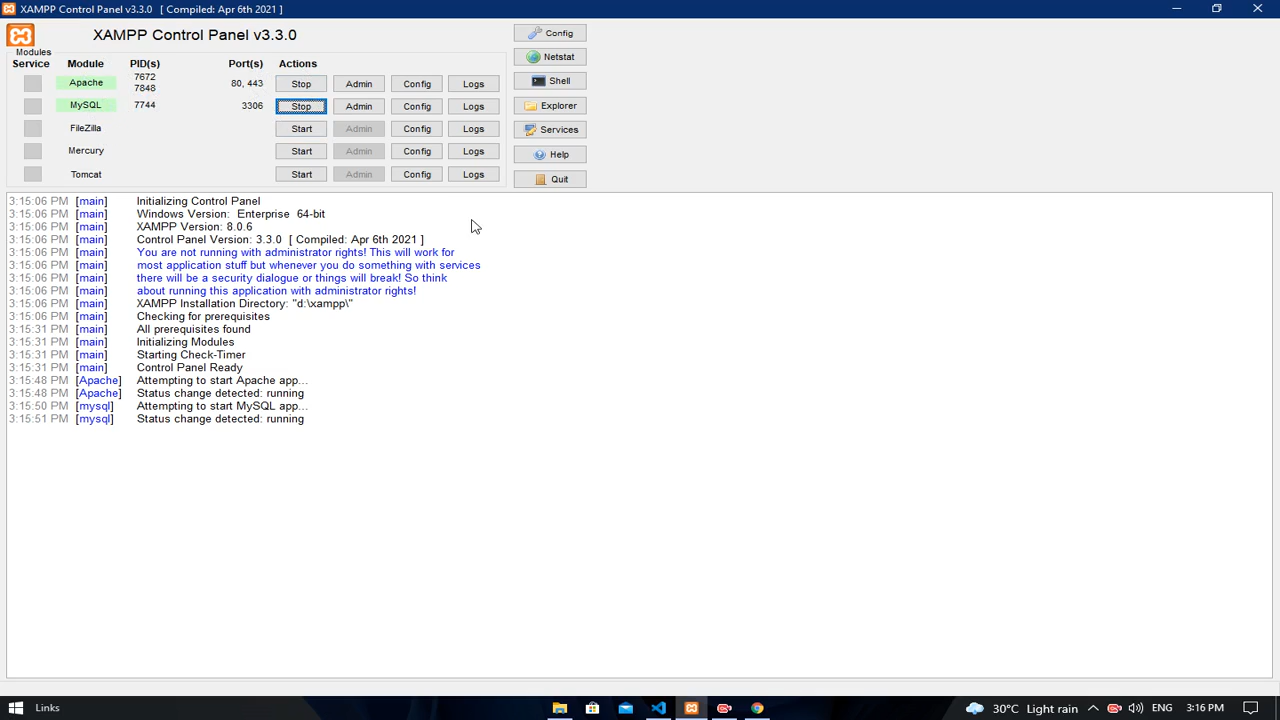 XAMPP Control Panel v3.3.0 [ Compiled: Apr 6th 2021 ]
XAMPP Control Panel v3.3.0
Config
Modules
Service Module PID(s) Port(s) Actions
Netstat
Apache 7672 7848 80, 443 Stop Admin Config Logs
Shell
MySQL 7744 3306 Stop Admin Config Logs
Explorer
FileZilla Start Admin Config Logs
Services
Mercury Start Admin Config Logs
Help
Tomcat Start Admin Config Logs
Quit
3:15:06 PM [main] Initializing Control Panel
3:15:06 PM [main] Windows Version: Enterprise 64-bit
3:15:06 PM [main] XAMPP Version: 8.0.6
3:15:06 PM [main] Control Panel Version: 3.3.0 [ Compiled: Apr 6th 2021 ]
3:15:06 PM [main] You are not running with administrator rights! This will work for
3:15:06 PM [main] most application stuff but whenever you do something with services
3:15:06 PM [main] there will be a security dialogue or things will break! So think
3:15:06 PM [main] about running this application with administrator rights!
3:15:06 PM [main] XAMPP Installation Directory: "d:\xampp\"
3:15:06 PM [main] Checking for prerequisites
3:15:31 PM [main] All prerequisites found
3:15:31 PM [main] Initializing Modules
3:15:31 PM [main] Starting Check-Timer
3:15:31 PM [main] Control Panel Ready
3:15:48 PM [Apache] Attempting to start Apache app...
3:15:48 PM [Apache] Status change detected: running
3:15:50 PM [mysql] Attempting to start MySQL app...
3:15:51 PM [mysql] Status change detected: running
Links 30°C Light rain ENG 3:16 PM